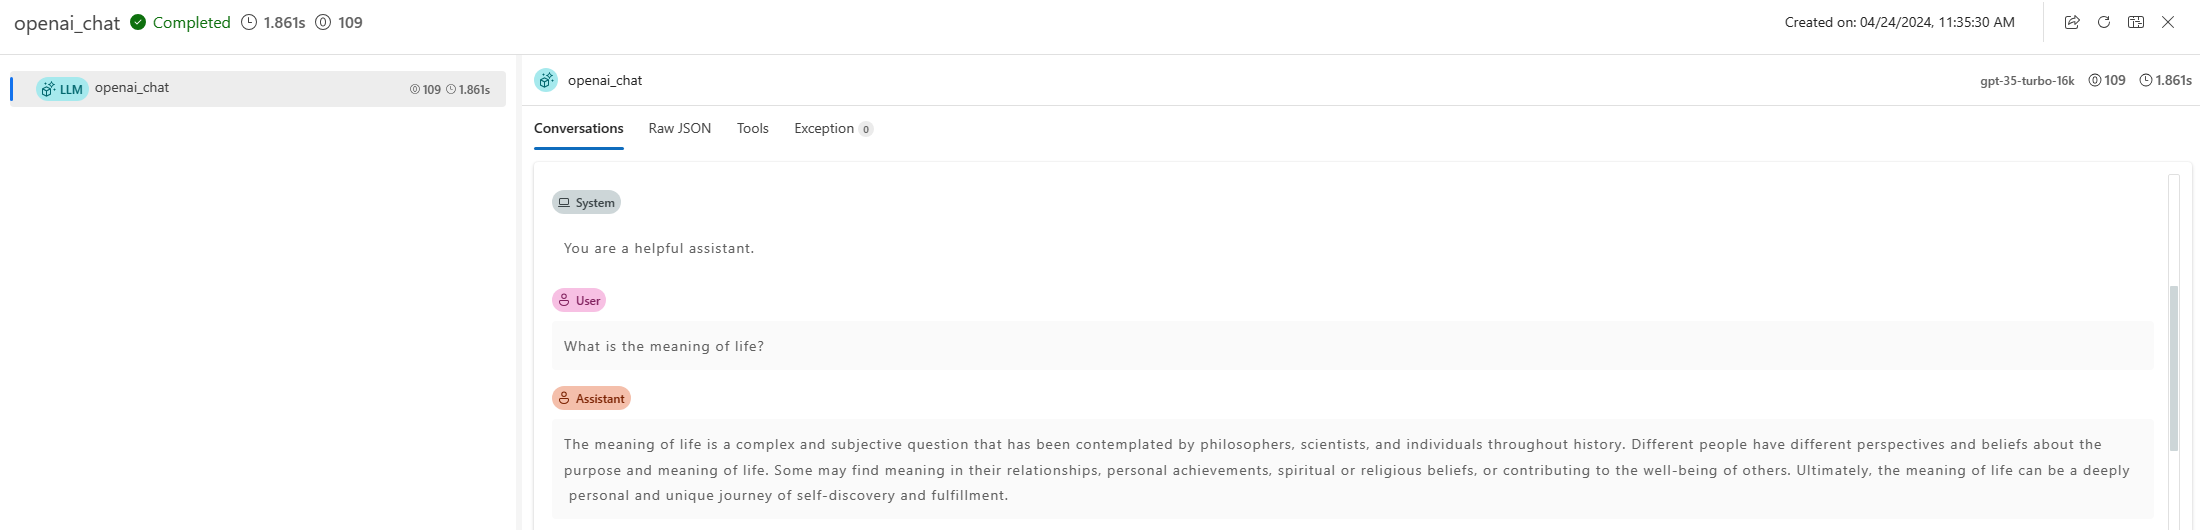 openai_chat Completed 1.861s 109 Created on: 04/24/2024, 11:35:30 AM
LLM openai_chat 109 1.861s
openai_chat gpt-35-turbo-16k 109 1.861s
Conversations Raw JSON Tools Exception 0
System
You are a helpful assistant.
User
What is the meaning of life?
Assistant
The meaning of life is a complex and subjective question that has been contemplated by philosophers, scientists, and individuals throughout history. Different people have different perspectives and beliefs about the
purpose and meaning of life. Some may find meaning in their relationships, personal achievements, spiritual or religious beliefs, or contributing to the well-being of others. Ultimately, the meaning of life can be a deeply
personal and unique journey of self-discovery and fulfillment.